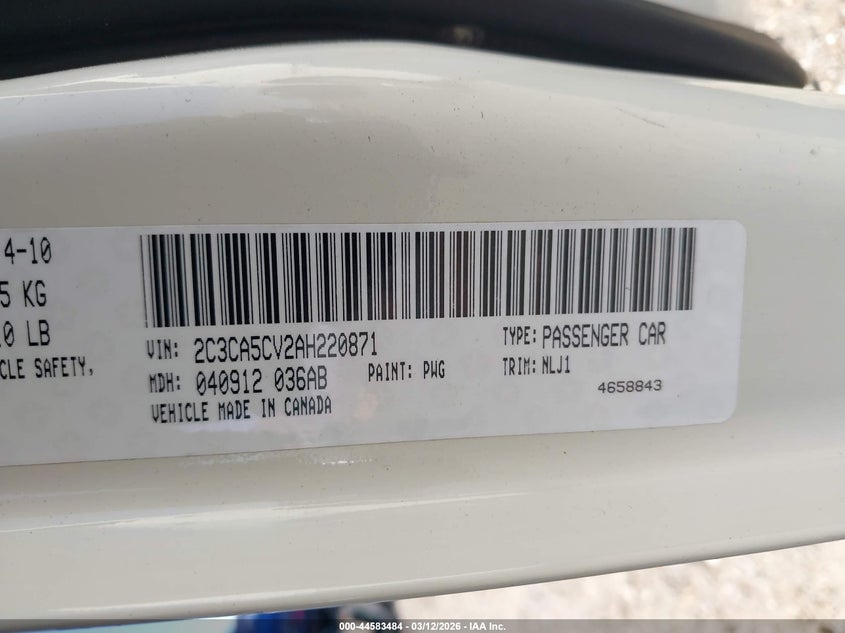 4-10
5 KG
0 LB
CLE SAFETY,
VIN: 2C3CA5CV2AH220871
TYPE: PASSENGER CAR
MDH: 040912 036AB
PAINT: PWG
TRIM: NLJ1
VEHICLE MADE IN CANADA
4658843
000-44583484 - 03/12/2026 - IAA Inc.